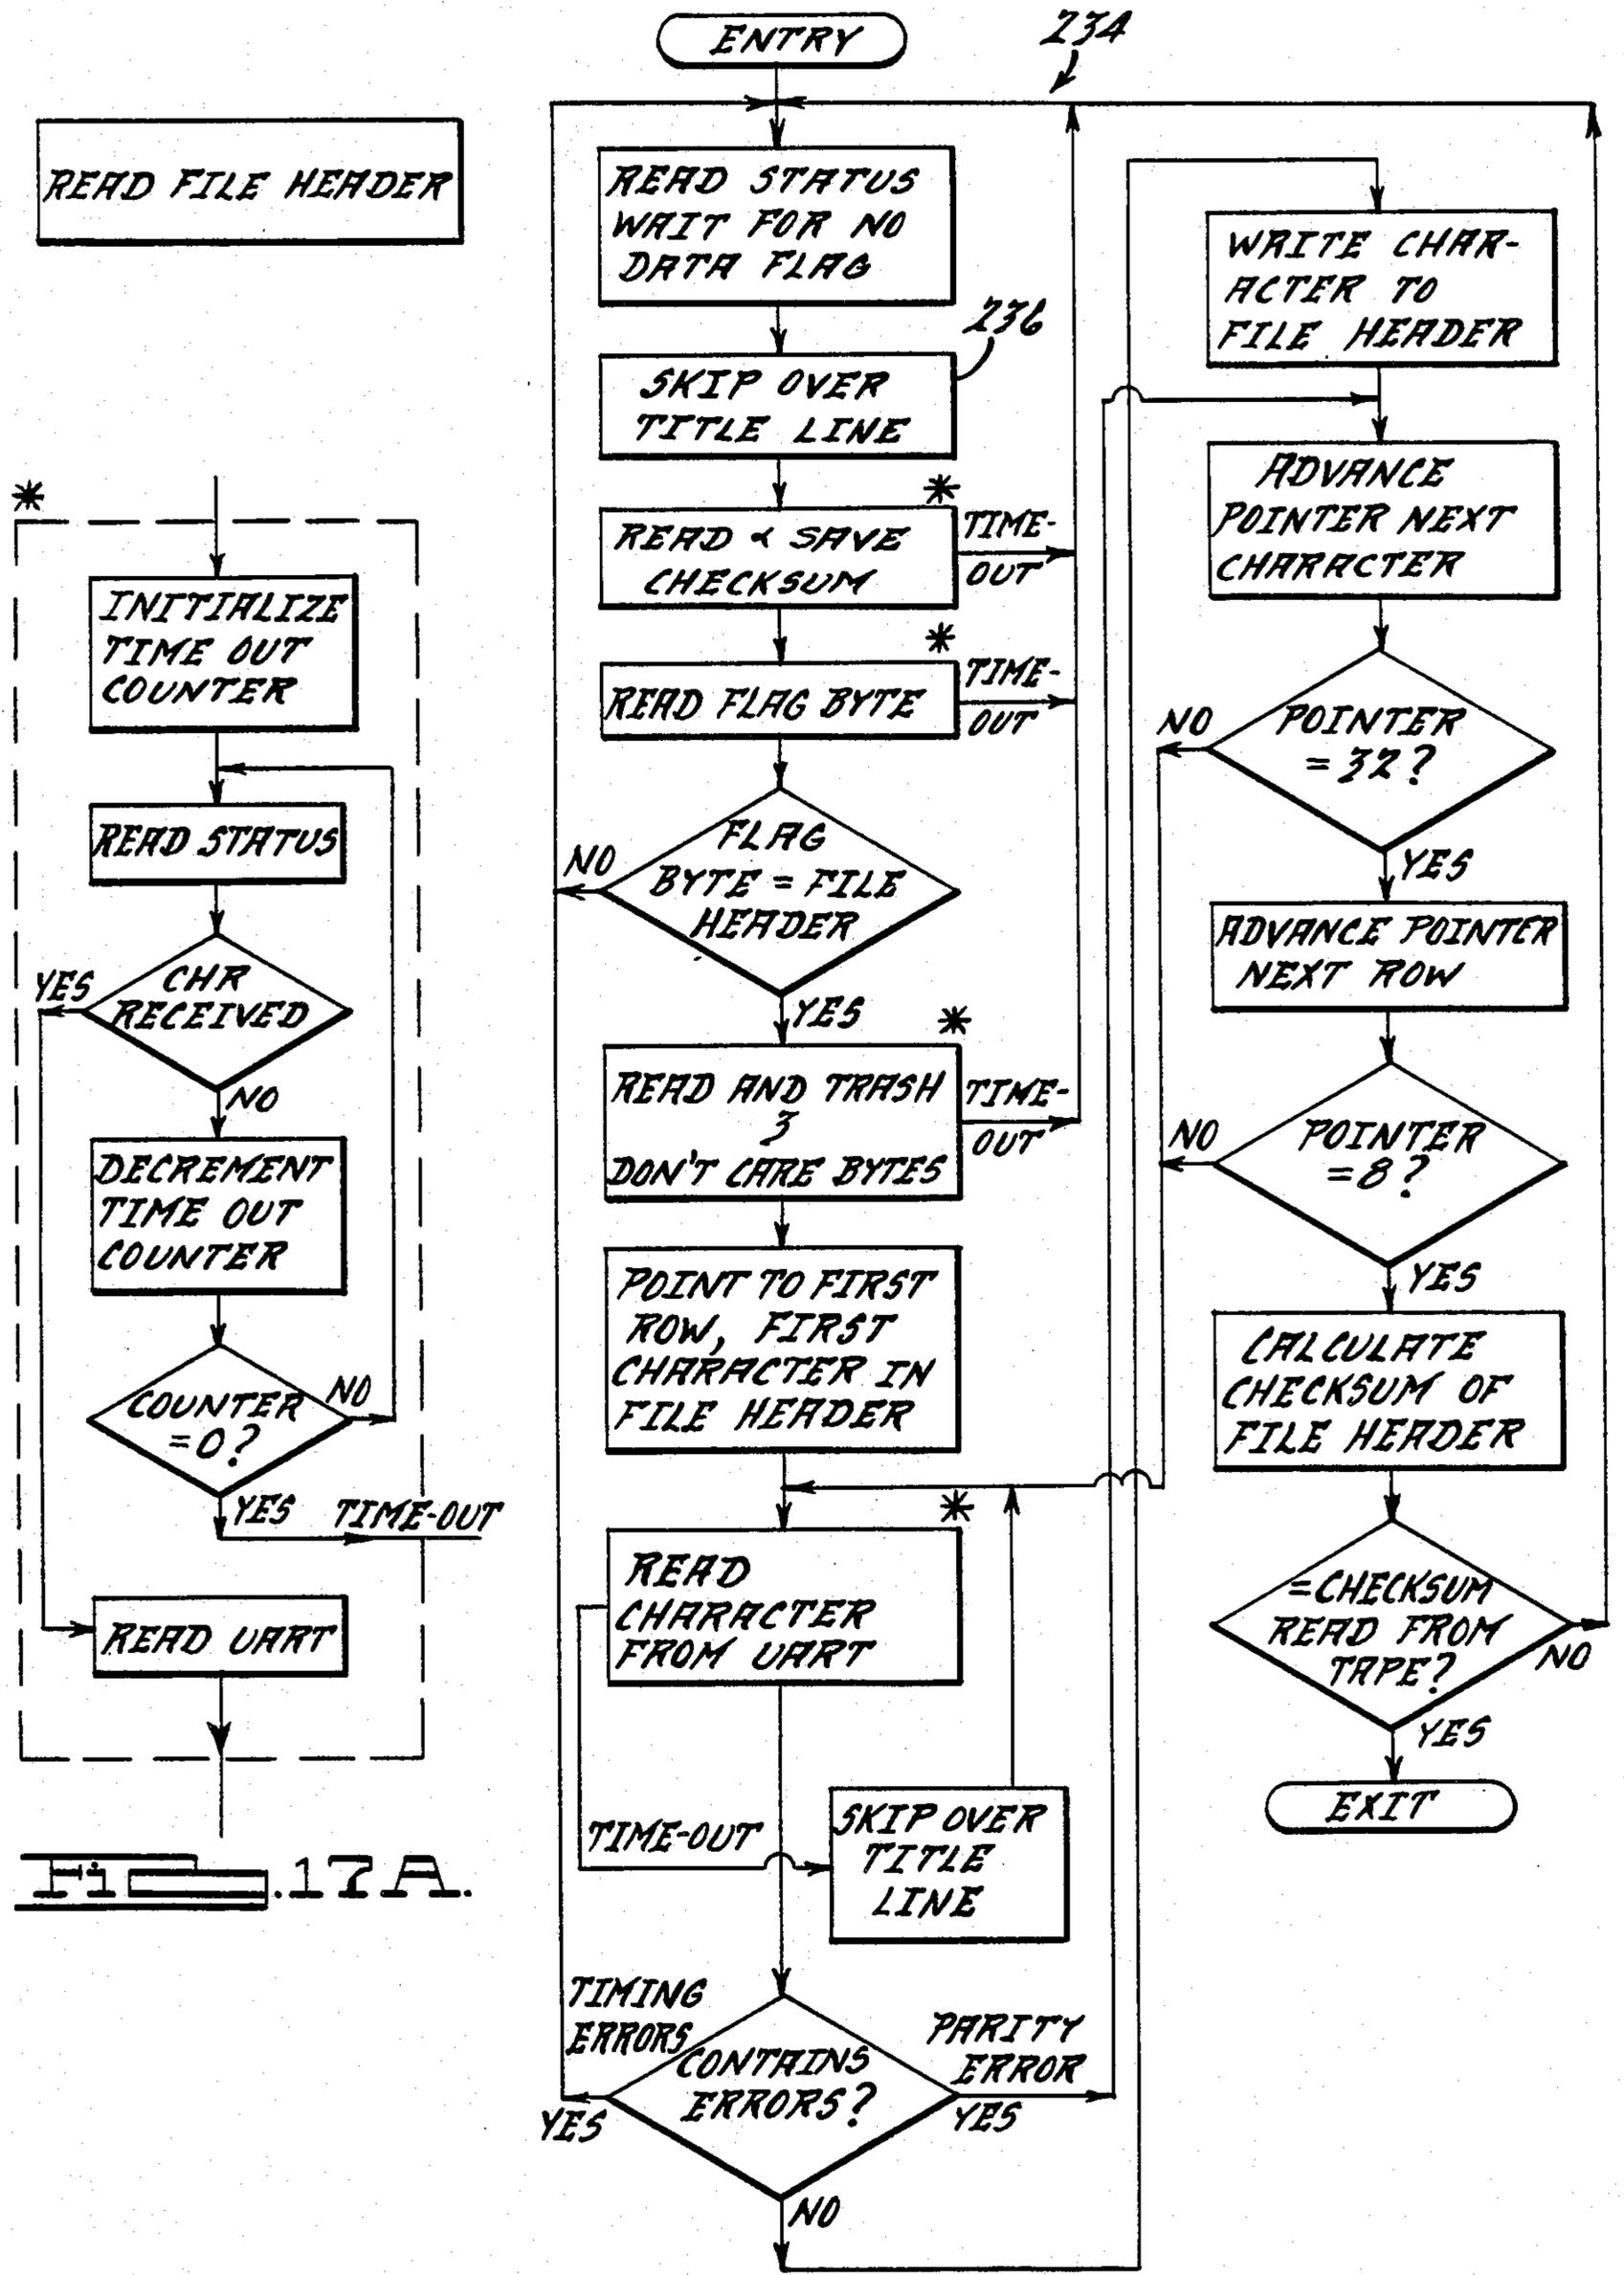 ENTRY
234
READ FILE HEADER
*
INITIALIZE
TIME OUT
COUNTER
READ STATUS
CHR
RECEIVED
YES
NO
DECREMENT
TIME OUT
COUNTER
COUNTER
=0?
NO
YES
TIME-OUT
READ UART
FIG.17A.
READ STATUS
WAIT FOR NO
DATA FLAG
236
SKIP OVER
TITLE LINE
*
READ & SAVE
CHECKSUM
TIME-
OUT
*
READ FLAG BYTE
TIME-
OUT
FLAG
BYTE = FILE
HEADER
NO
YES
*
READ AND TRASH
3
DON'T CARE BYTES
TIME-
OUT
POINT TO FIRST
ROW, FIRST
CHARACTER IN
FILE HEADER
*
READ
CHARACTER
FROM UART
TIME-OUT
SKIP OVER
TITLE
LINE
TIMING
ERRORS
CONTAINS
ERRORS?
YES
PARITY
ERROR
YES
NO
WRITE CHAR-
ACTER TO
FILE HEADER
ADVANCE
POINTER NEXT
CHARACTER
POINTER
=32?
NO
YES
ADVANCE POINTER
NEXT ROW
POINTER
=8?
NO
YES
CALCULATE
CHECKSUM OF
FILE HEADER
=CHECKSUM
READ FROM
TAPE?
NO
YES
EXIT